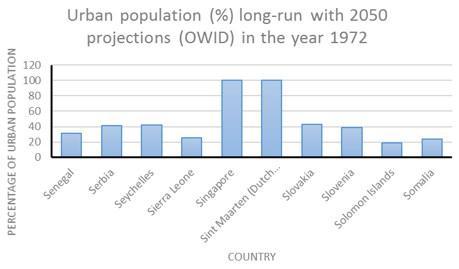 Urban population (%) long-run with 2050
projections (OWID) in the year 1972
PERCENTAGE OF URBAN POPULATION
120
100
80
60
40
20
0
Senegal
Serbia
Seychelles
Sierra Leone
Singapore
Sint Maarten (Dutch...
Slovakia
Slovenia
Solomon Islands
Somalia
COUNTRY